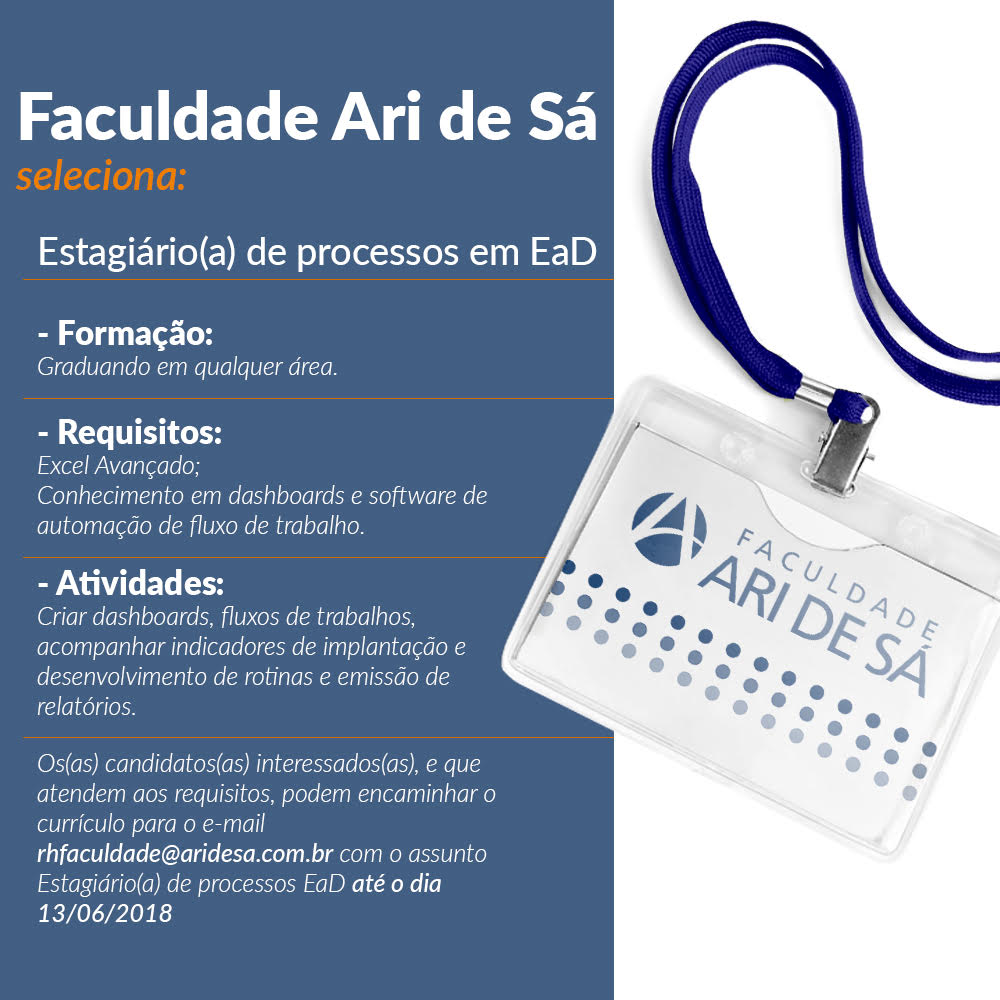 Faculdade Ari de Sá
seleciona:
Estagiário(a) de processos em EaD
- Formação:
Graduando em qualquer área.
- Requisitos:
Excel Avançado;
Conhecimento em dashboards e software de
automação de fluxo de trabalho.
- Atividades:
Criar dashboards, fluxos de trabalhos,
acompanhar indicadores de implantação e
desenvolvimento de rotinas e emissão de
relatórios.
Os(as) candidatos(as) interessados(as), e que
atendem aos requisitos, podem encaminhar o
currículo para o e-mail
rhfaculdade@aridesa.com.br com o assunto
Estagiário(a) de processos EaD até o dia
13/06/2018
FACULDADE
ARI DE SÁ